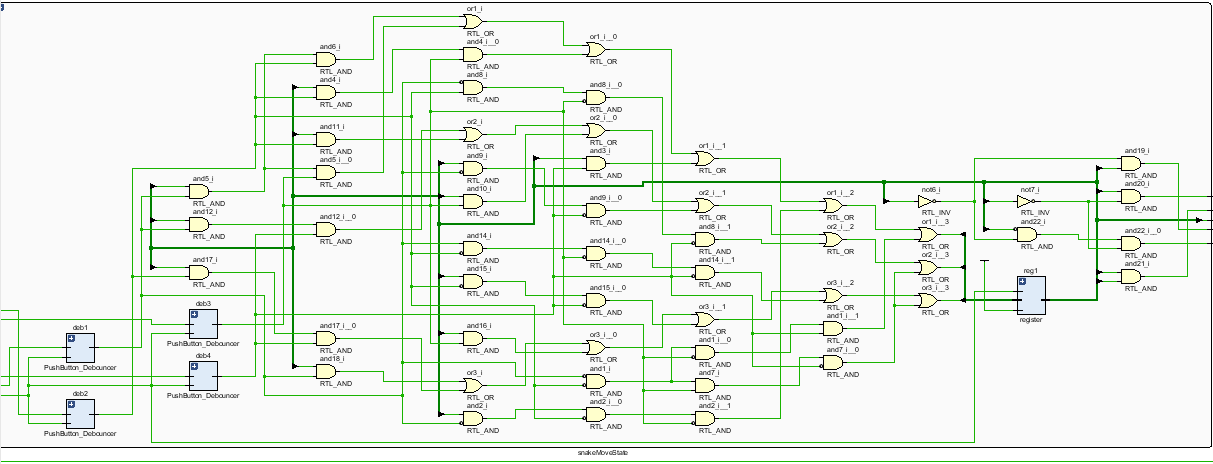 or1_i
RTL_OR
or1_i__0
RTL_OR
and6_i
RTL_AND
and4_i__0
RTL_AND
and4_i
RTL_AND
and8_i
RTL_AND
and8_i__0
RTL_AND
and11_i
RTL_AND
or2_i
RTL_OR
or2_i__0
RTL_OR
and5_i__0
RTL_AND
and9_i
RTL_AND
and3_i
RTL_AND
or1_i__1
RTL_OR
and19_i
RTL_AND
and5_i
RTL_AND
and10_i
RTL_AND
and9_i__0
RTL_AND
or2_i__1
RTL_OR
or1_i__2
RTL_OR
not6_i
RTL_INV
not7_i
RTL_INV
and20_i
RTL_AND
and12_i
RTL_AND
and12_i__0
RTL_AND
and8_i__1
RTL_AND
or2_i__2
RTL_OR
or1_i__3
RTL_OR
and22_i
RTL_AND
and22_i__0
RTL_AND
and14_i
RTL_AND
and14_i__0
RTL_AND
and14_i__1
RTL_AND
or2_i__3
RTL_OR
and21_i
RTL_AND
and17_i
RTL_AND
and15_i
RTL_AND
and15_i__0
RTL_AND
or3_i__2
RTL_OR
or3_i__3
RTL_OR
reg1
register
deb3
PushButton_Debouncer
or3_i__1
RTL_OR
and1_i__1
RTL_AND
deb1
PushButton_Debouncer
and17_i__0
RTL_AND
and16_i
RTL_AND
or3_i__0
RTL_OR
and1_i__0
RTL_AND
and7_i__0
RTL_AND
deb4
PushButton_Debouncer
and18_i
RTL_AND
or3_i
RTL_OR
and1_i
RTL_AND
and7_i
RTL_AND
deb2
PushButton_Debouncer
and2_i
RTL_AND
and2_i__0
RTL_AND
and2_i__1
RTL_AND
snakeMoveState